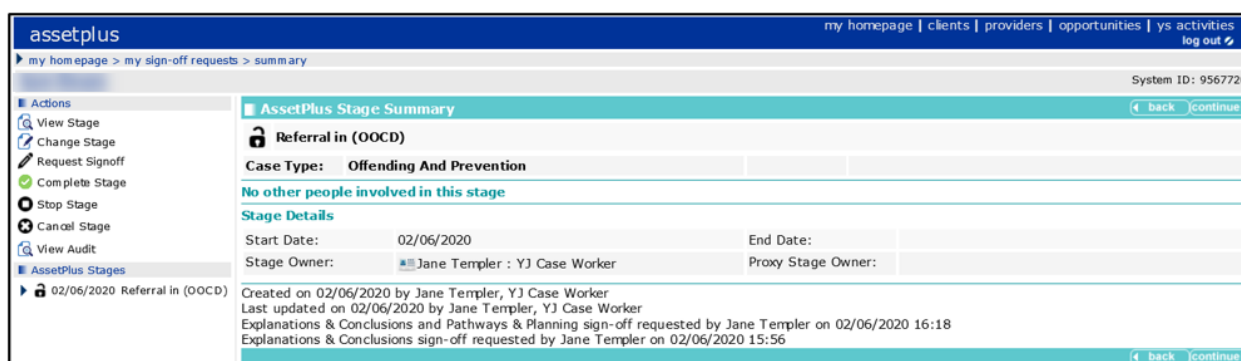 assetplus
my homepage | clients | providers | opportunities | ys activities
log out
my homepage > my sign-off requests > summary
System ID: 956772
Actions
View Stage
Change Stage
Request Signoff
Complete Stage
Stop Stage
Cancel Stage
View Audit
AssetPlus Stages
02/06/2020 Referral in (OOCD)
AssetPlus Stage Summary
back continue
Referral in (OOCD)
Case Type: Offending And Prevention
No other people involved in this stage
Stage Details
Start Date: 02/06/2020 End Date:
Stage Owner: Jane Templer : YJ Case Worker Proxy Stage Owner:
Created on 02/06/2020 by Jane Templer, YJ Case Worker
Last updated on 02/06/2020 by Jane Templer, YJ Case Worker
Explanations & Conclusions and Pathways & Planning sign-off requested by Jane Templer on 02/06/2020 16:18
Explanations & Conclusions sign-off requested by Jane Templer on 02/06/2020 15:56
back continue